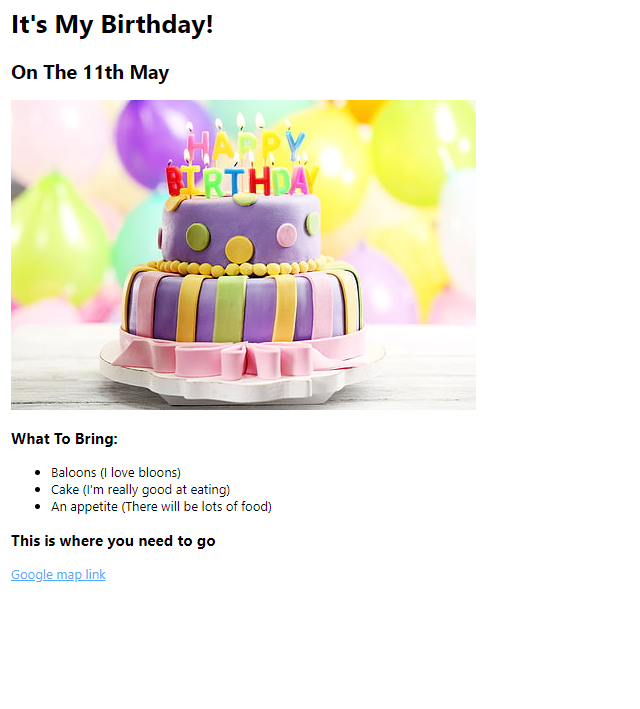 It's My Birthday!
On The 11th May
HAPPY
BIRTHDAY
What To Bring:
Baloons (I love bloons)
Cake (I'm really good at eating)
An appetite (There will be lots of food)
This is where you need to go
Google map link